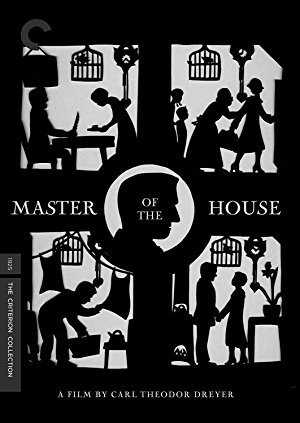 MASTER OF THE HOUSE
1925
THE CRITERION COLLECTION
A FILM BY CARL THEODOR DREYER